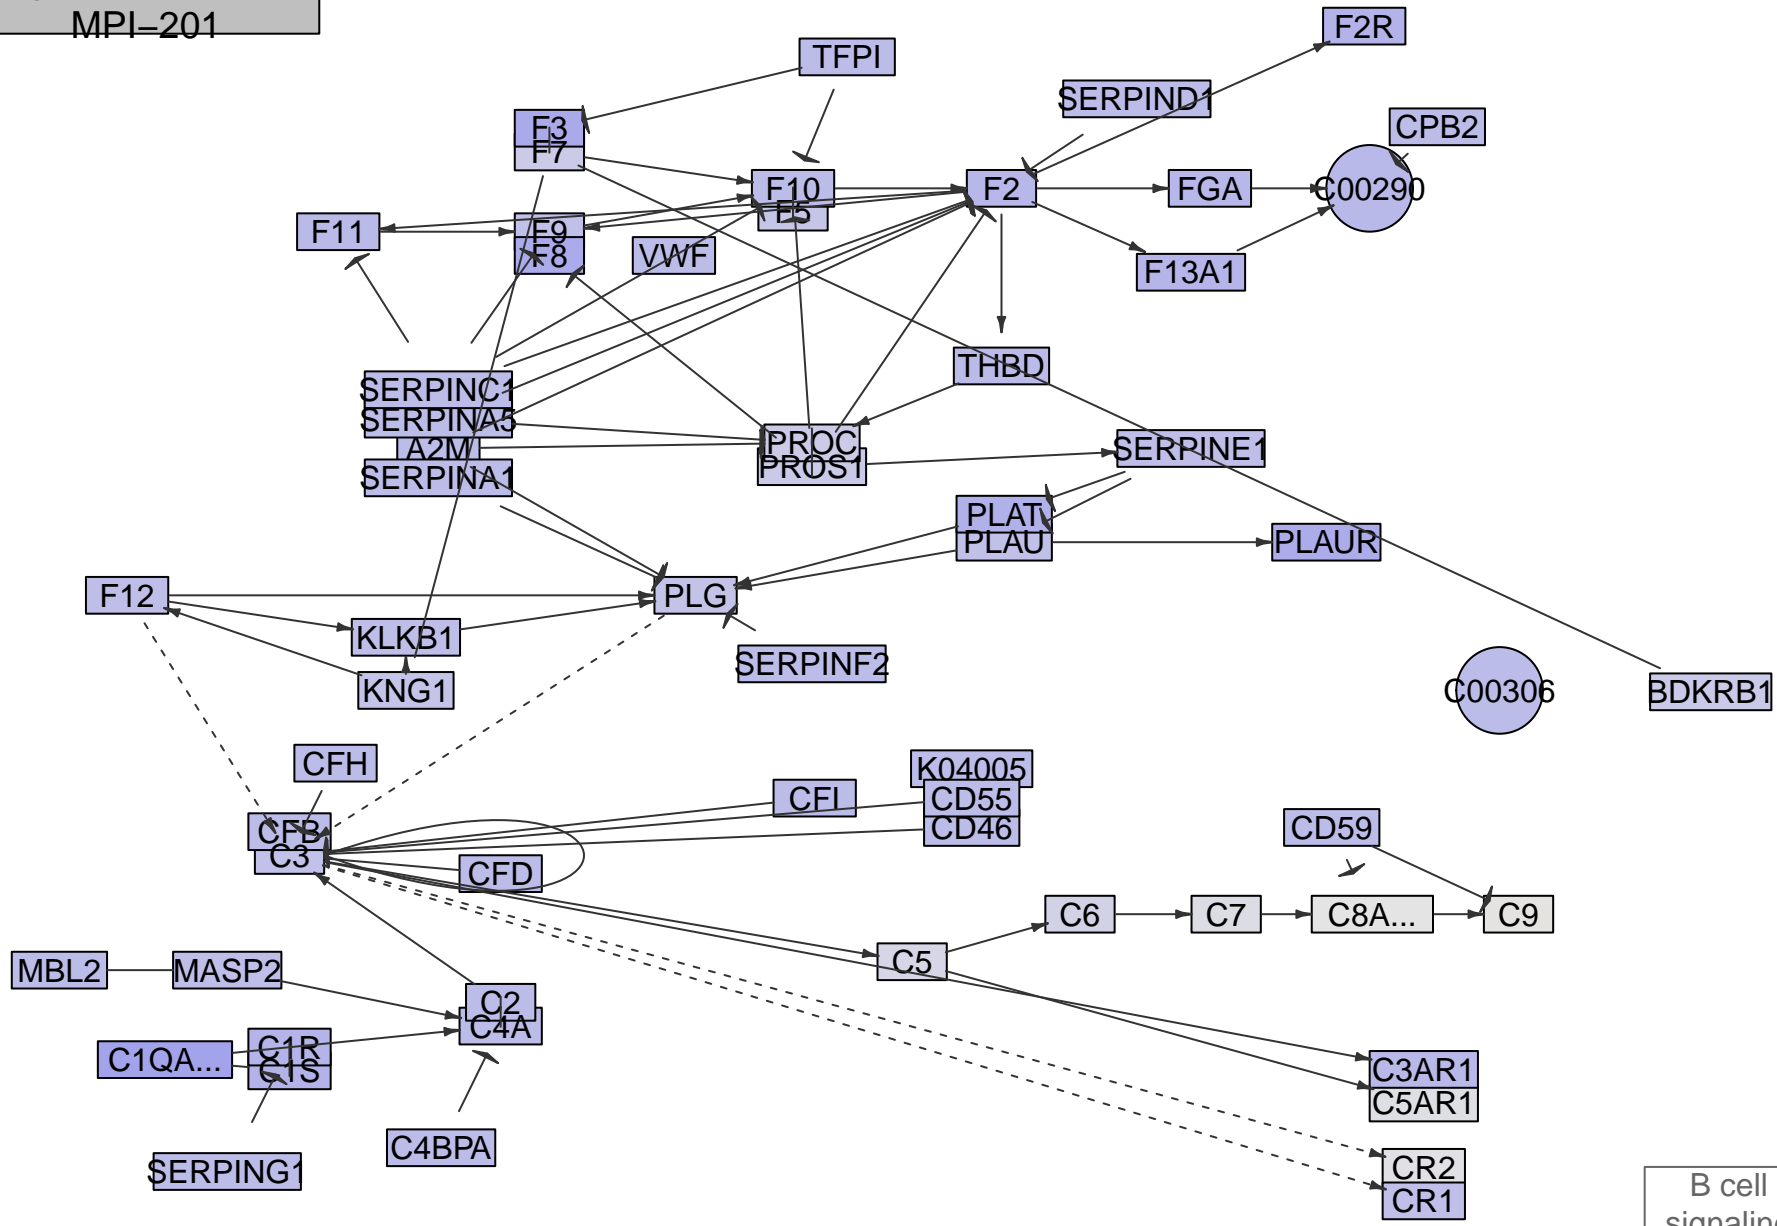 MPI−201
F2R
TFPI
SERPIND1
CPB2
F3
F7
F10
F5
F2
FGA
C00290
F11
F9
F8
VWF
F13A1
THBD
SERPINC1
SERPINA5
A2M
SERPINA1
PROC
PROS1
SERPINE1
PLAT
PLAU
PLAUR
F12
PLG
KLKB1
KNG1
SERPINF2
C00306
BDKRB1
CFH
CFB
C3
CFI
K04005
CD55
CD46
CFD
CD59
C6
C7
C8A...
C9
C5
MBL2
MASP2
C2
C4A
C1QA...
C1R
C1S
C3AR1
C5AR1
C4BPA
SERPING1
CR2
CR1
B cell
signaling